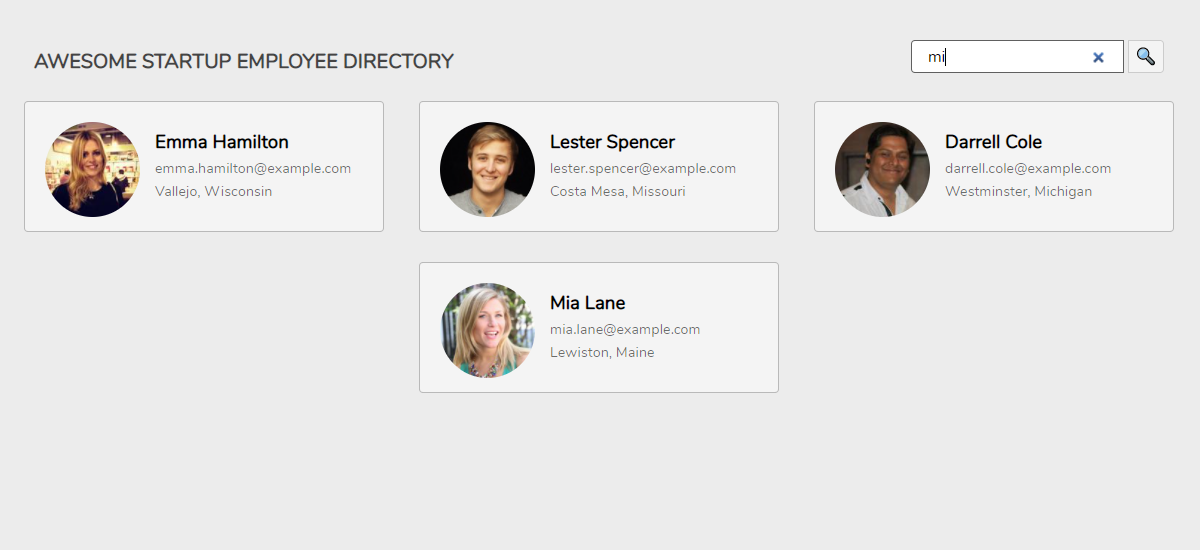 AWESOME STARTUP EMPLOYEE DIRECTORY
mi
Emma Hamilton
emma.hamilton@example.com
Vallejo, Wisconsin
Lester Spencer
lester.spencer@example.com
Costa Mesa, Missouri
Darrell Cole
darrell.cole@example.com
Westminster, Michigan
Mia Lane
mia.lane@example.com
Lewiston, Maine